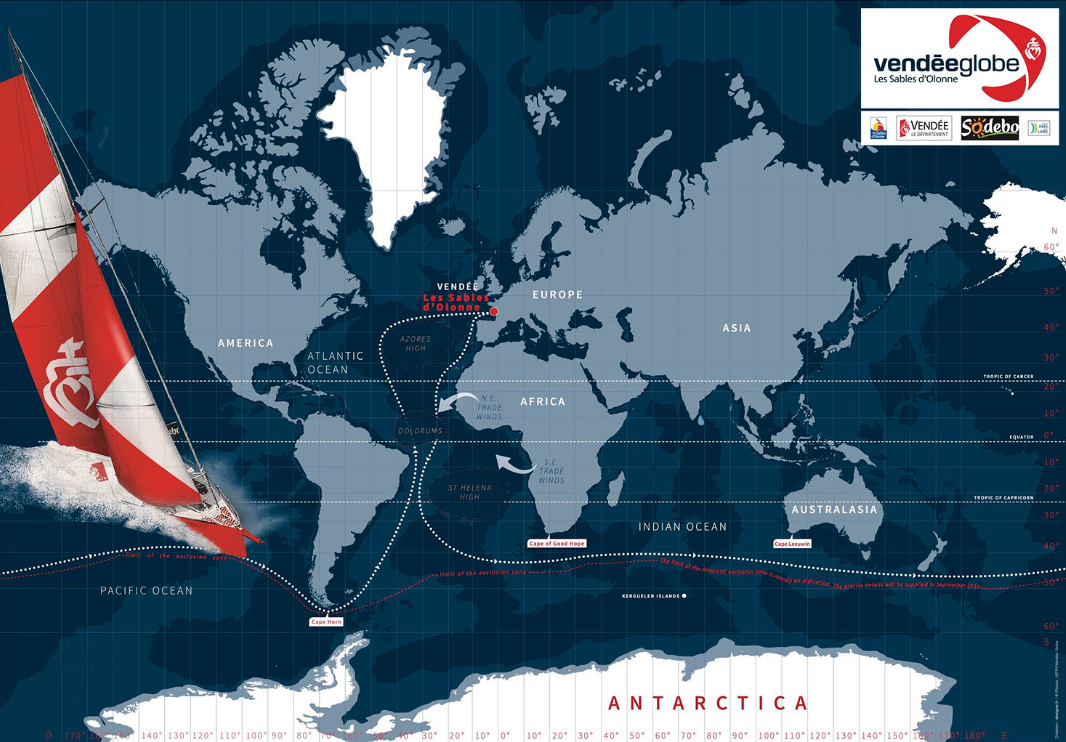 vendéeglobe
Les Sables d'Olonne
VENDÉE
LE DÉPARTEMENT
Sodebo
N
60°
50°
40°
30°
20°
10°
0°
10°
20°
30°
40°
50°
60°
S
VENDÉE
Les Sables
d'Olonne
EUROPE
ASIA
AMERICA
ATLANTIC
OCEAN
AZORES
HIGH
TROPIC OF CANCER
AFRICA
N.E.
TRADE
WINDS
DOLDRUMS
EQUATOR
S.E.
TRADE
WINDS
ST HELENA
HIGH
TROPIC OF CAPRICORN
AUSTRALASIA
INDIAN OCEAN
Cape of Good Hope
Cape Leeuwin
limit of the exclusion zone
limit of the exclusion zone
The limit of the Antarctic exclusion zone is merely an indication. The precise details will be supplied in September 2016
PACIFIC OCEAN
KERGUELEN ISLANDS
Cape Horn
ANTARCTICA
O 170° 160° 150° 140° 130° 120° 110° 100° 90° 80° 70° 60° 50° 40° 30° 20° 10° 0° 10° 20° 30° 40° 50° 60° 70° 80° 90° 100° 110° 120° 130° 140° 150° 160° 170° 180° E